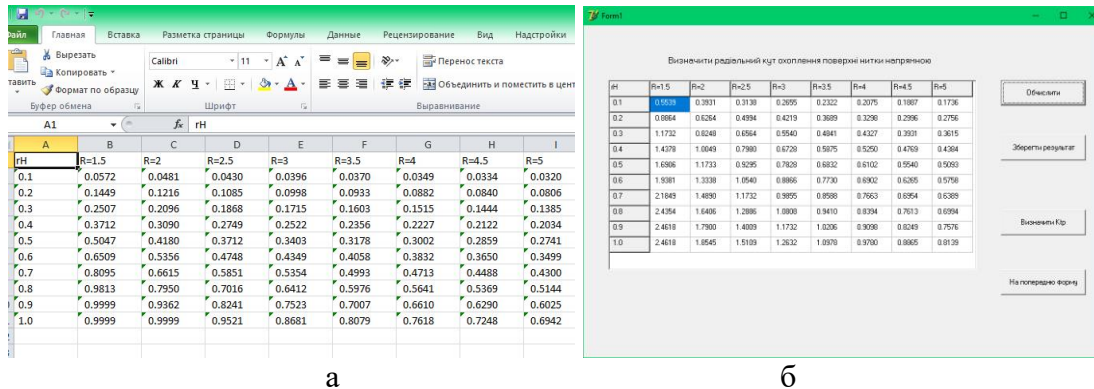 Файл Главная Вставка Разметка страницы Формулы Данные Рецензирование Вид Надстройки
Вырезать
Копировать
Формат по образцу
Calibri 11
Ж К Ч
Перенос текста
Объединить и поместить в цент
Буфер обмена Шрифт Выравнивание
A1 fx rH
A B C D E F G H I
rH R=1.5 R=2 R=2.5 R=3 R=3.5 R=4 R=4.5 R=5
0.1 0.0572 0.0481 0.0430 0.0396 0.0370 0.0349 0.0334 0.0320
0.2 0.1449 0.1216 0.1085 0.0998 0.0933 0.0882 0.0840 0.0806
0.3 0.2507 0.2096 0.1868 0.1715 0.1603 0.1515 0.1444 0.1385
0.4 0.3712 0.3090 0.2749 0.2522 0.2356 0.2227 0.2122 0.2034
0.5 0.5047 0.4180 0.3712 0.3403 0.3178 0.3002 0.2859 0.2741
0.6 0.6509 0.5356 0.4748 0.4349 0.4058 0.3832 0.3650 0.3499
0.7 0.8095 0.6615 0.5851 0.5354 0.4993 0.4713 0.4488 0.4300
0.8 0.9813 0.7950 0.7016 0.6412 0.5976 0.5641 0.5369 0.5144
0.9 0.9999 0.9362 0.8241 0.7523 0.7007 0.6610 0.6290 0.6025
1.0 0.9999 0.9999 0.9521 0.8681 0.8079 0.7618 0.7248 0.6942
а
Form1
Визначити радіальний кут охоплення поверхні нитки напрямною
rH R=1.5 R=2 R=2.5 R=3 R=3.5 R=4 R=4.5 R=5
0.1 0.5539 0.3931 0.3138 0.2655 0.2322 0.2075 0.1887 0.1736
0.2 0.8864 0.6264 0.4994 0.4219 0.3689 0.3298 0.2996 0.2756
0.3 1.1732 0.8248 0.6564 0.5540 0.4841 0.4327 0.3931 0.3615
0.4 1.4378 1.0049 0.7980 0.6728 0.5875 0.5250 0.4769 0.4384
0.5 1.6906 1.1733 0.9295 0.7828 0.6832 0.6102 0.5540 0.5093
0.6 1.9381 1.3338 1.0540 0.8866 0.7730 0.6902 0.6265 0.5758
0.7 2.1849 1.4890 1.1732 0.9855 0.8588 0.7663 0.6954 0.6389
0.8 2.4354 1.6406 1.2886 1.0808 0.9410 0.8394 0.7613 0.6994
0.9 2.4618 1.7900 1.4009 1.1732 1.0206 0.9098 0.8249 0.7576
1.0 2.4618 1.8545 1.5109 1.2632 1.0978 0.9780 0.8865 0.8139
Обчислити
Зберегти результат
Визначити Ktp
На попередню форму
б